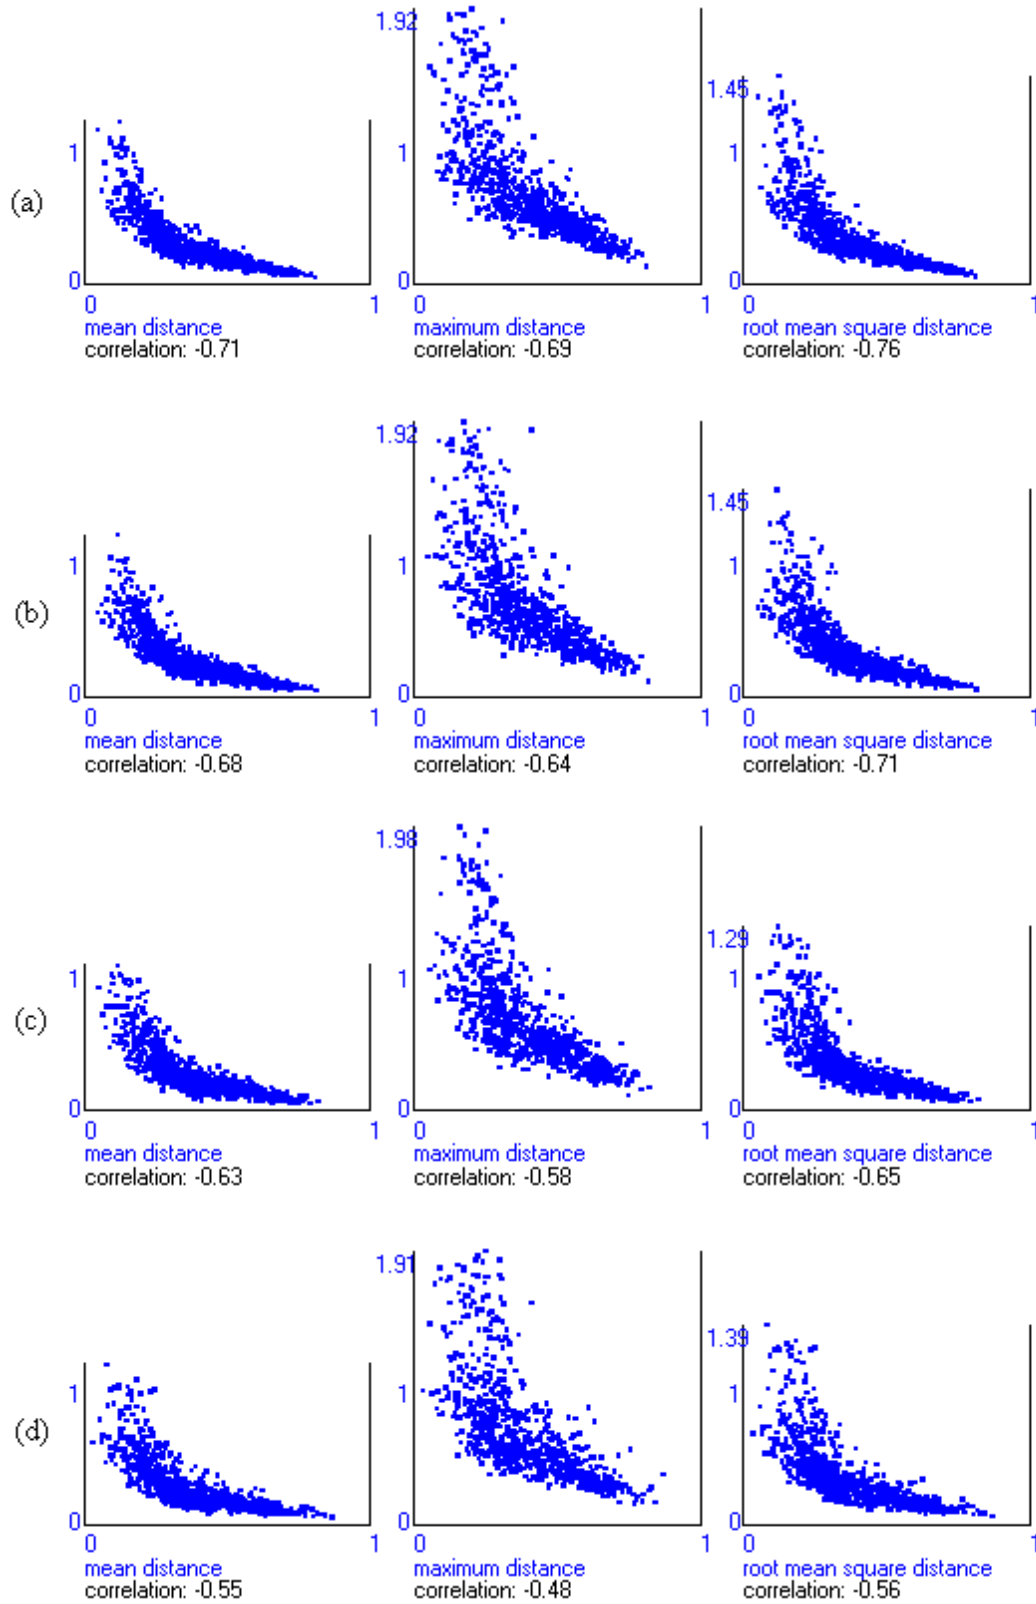 1.92
1.45
1
1
1
(a)
0
0
0
0 1
0 1
0 1
mean distance
correlation: -0.71
maximum distance
correlation: -0.69
root mean square distance
correlation: -0.76
1.92
1.45
1
1
1
(b)
0
0
0
0 1
0 1
0 1
mean distance
correlation: -0.68
maximum distance
correlation: -0.64
root mean square distance
correlation: -0.71
1.98
1.29
1
1
1
(c)
0
0
0
0 1
0 1
0 1
mean distance
correlation: -0.63
maximum distance
correlation: -0.58
root mean square distance
correlation: -0.65
1.91
1.39
1
1
1
(d)
0
0
0
0 1
0 1
0 1
mean distance
correlation: -0.55
maximum distance
correlation: -0.48
root mean square distance
correlation: -0.56